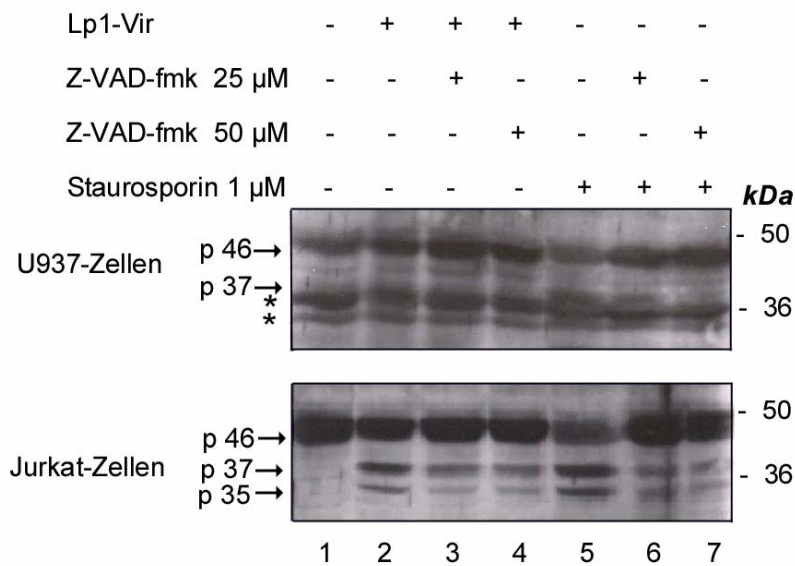 Lp1-Vir - + + + - - -
Z-VAD-fmk 25 µM - - + - - + -
Z-VAD-fmk 50 µM - - - + - - +
Staurosporin 1 µM - - - - + + +
kDa
U937-Zellen
p 46→
p 37→
*
*
- 50
- 36
Jurkat-Zellen
p 46→
p 37→
p 35→
- 50
- 36
1 2 3 4 5 6 7